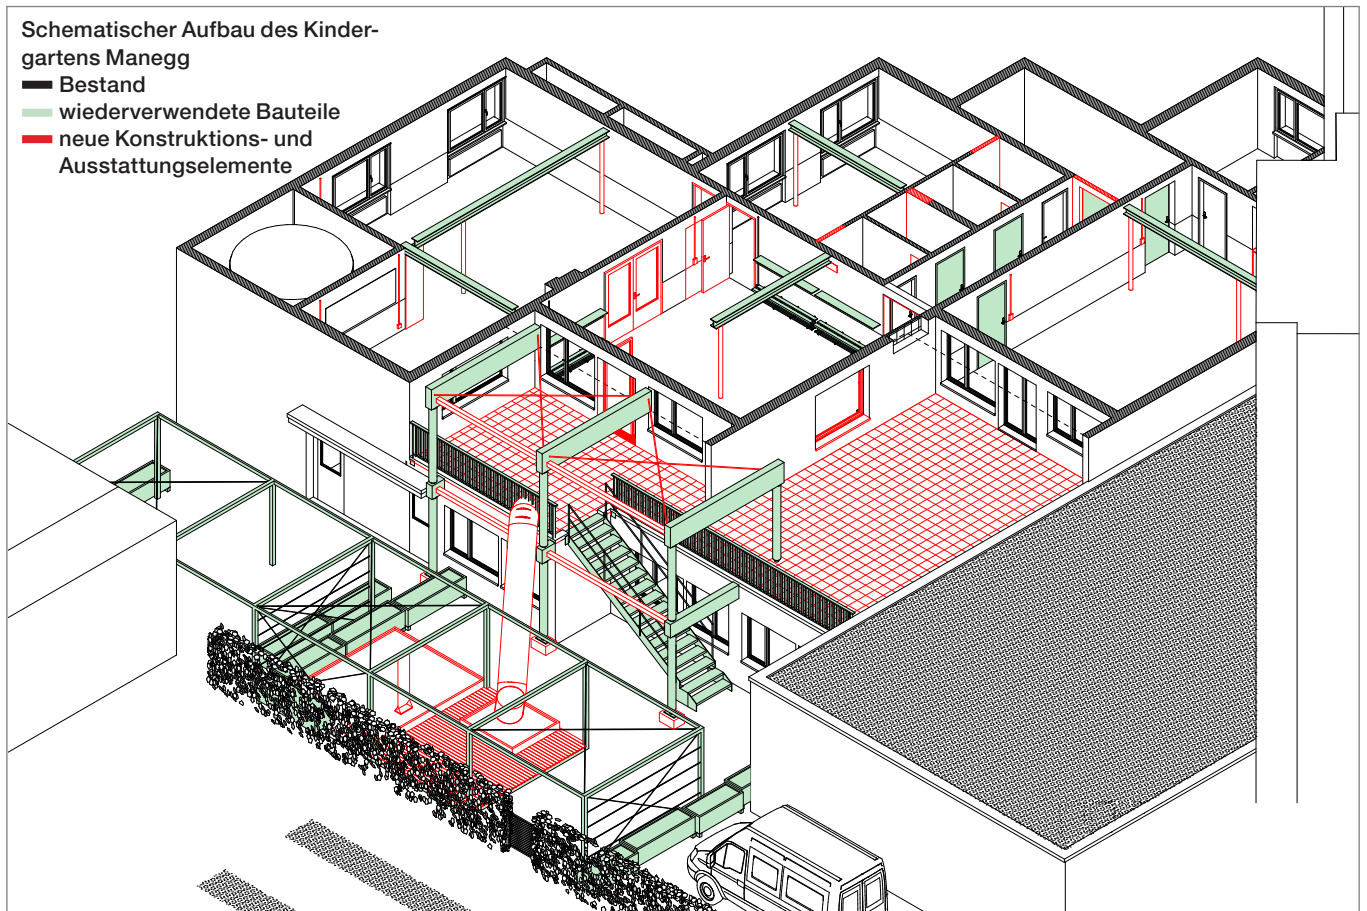 Schematischer Aufbau des Kinder-
gartens Manegg
Bestand
wiederverwendete Bauteile
neue Konstruktions- und
Ausstattungselemente